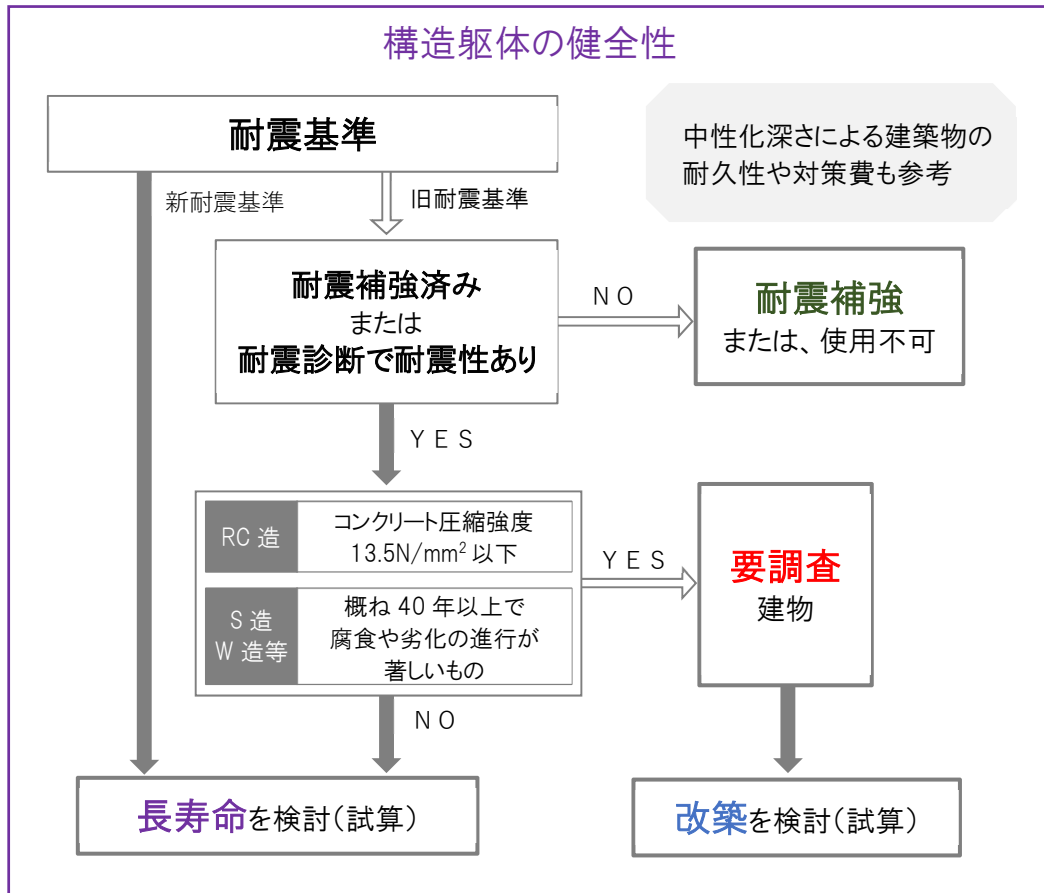 構造躯体の健全性
耐震基準
中性化深さによる建築物の
耐久性や対策費も参考
新耐震基準
旧耐震基準
耐震補強済み
または
耐震診断で耐震性あり
ＮＯ
耐震補強
または、使用不可
ＹＥＳ
RC 造
コンクリート圧縮強度
13.5N/mm² 以下
S 造
W 造等
概ね 40 年以上で
腐食や劣化の進行が
著しいもの
ＹＥＳ
要調査
建物
ＮＯ
長寿命を検討（試算）
改築を検討（試算）